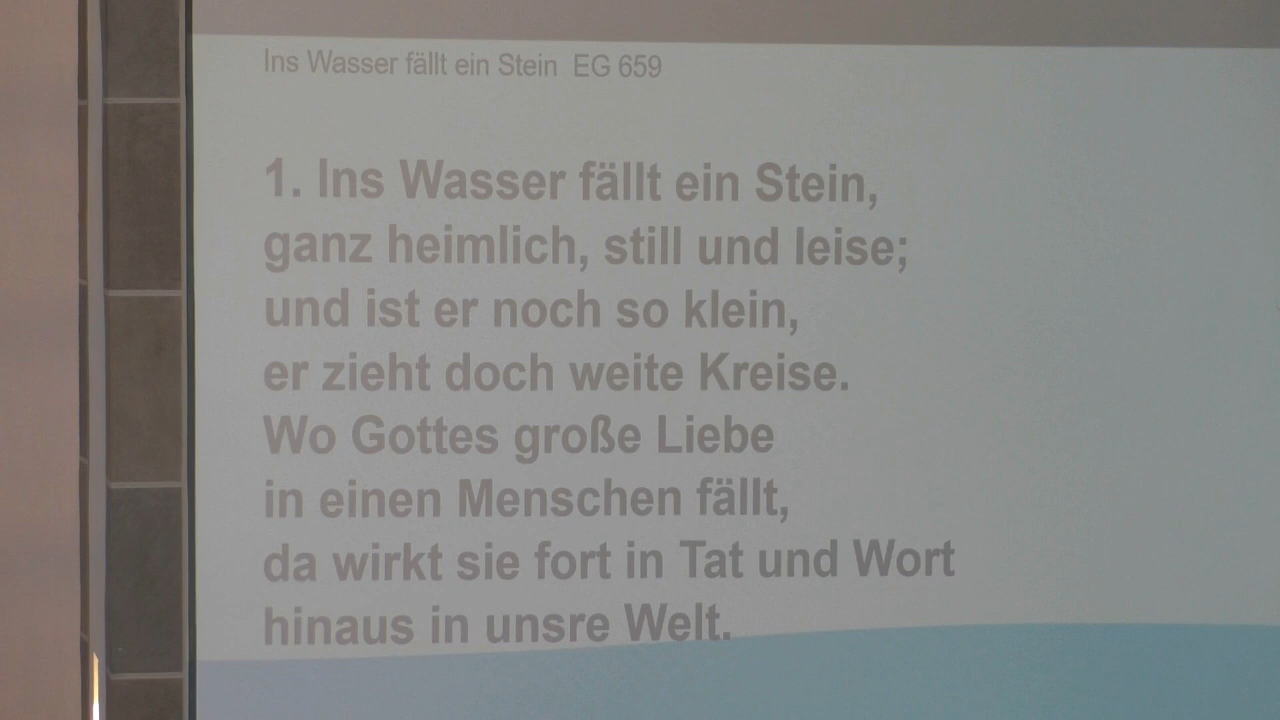 Ins Wasser fällt ein Stein EG 659
1. Ins Wasser fällt ein Stein,
ganz heimlich, still und leise;
und ist er noch so klein,
er zieht doch weite Kreise.
Wo Gottes große Liebe
in einen Menschen fällt,
da wirkt sie fort in Tat und Wort
hinaus in unsre Welt.